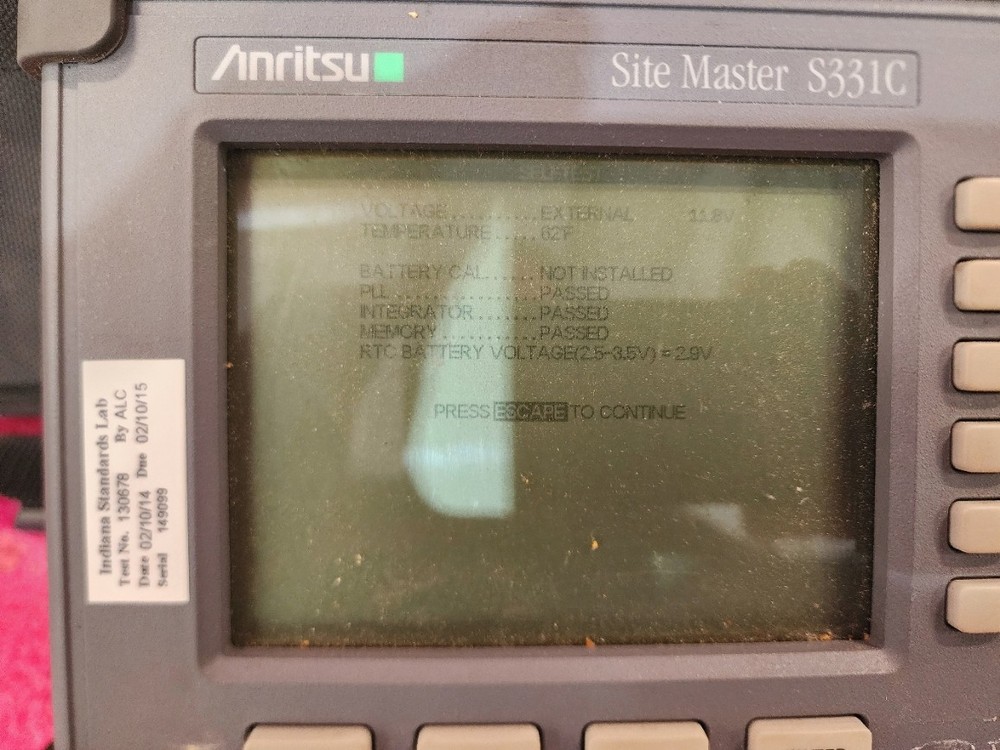 Anritsu
Site Master S331C
SELFTEST
VOLTAGE..........EXTERNAL 11.8V
TEMPERATURE.....62°F
BATTERY CAL......NOT INSTALLED
PLL..................PASSED
INTEGRATOR.......PASSED
MEMORY............PASSED
RTC BATTERY VOLTAGE(2.5-3.5V) = 2.9V
PRESS ESCAPE TO CONTINUE
Indiana Standards Lab
Test No. 130678 By ALC
Date 02/10/14 Due 02/10/15
Serial 149099